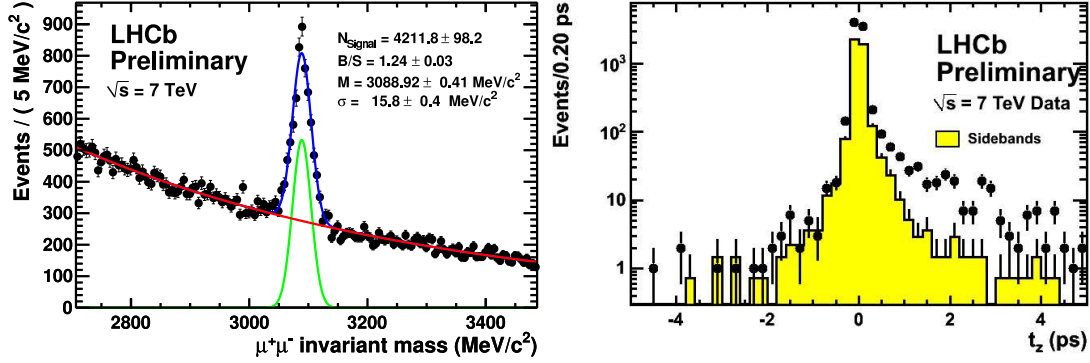 LHCb
Preliminary
√s = 7 TeV
N_Signal = 4211.8 ± 98.2
B/S = 1.24 ± 0.03
M = 3088.92 ± 0.41 MeV/c²
σ = 15.8 ± 0.4 MeV/c²
Events / ( 5 MeV/c² )
900
800
700
600
500
400
300
200
100
0
2800
3000
3200
3400
μ⁺μ⁻ invariant mass (MeV/c²)
LHCb
Preliminary
√s = 7 TeV Data
Sidebands
Events/0.20 ps
10³
10²
10
1
-4
-2
0
2
4
t_z (ps)